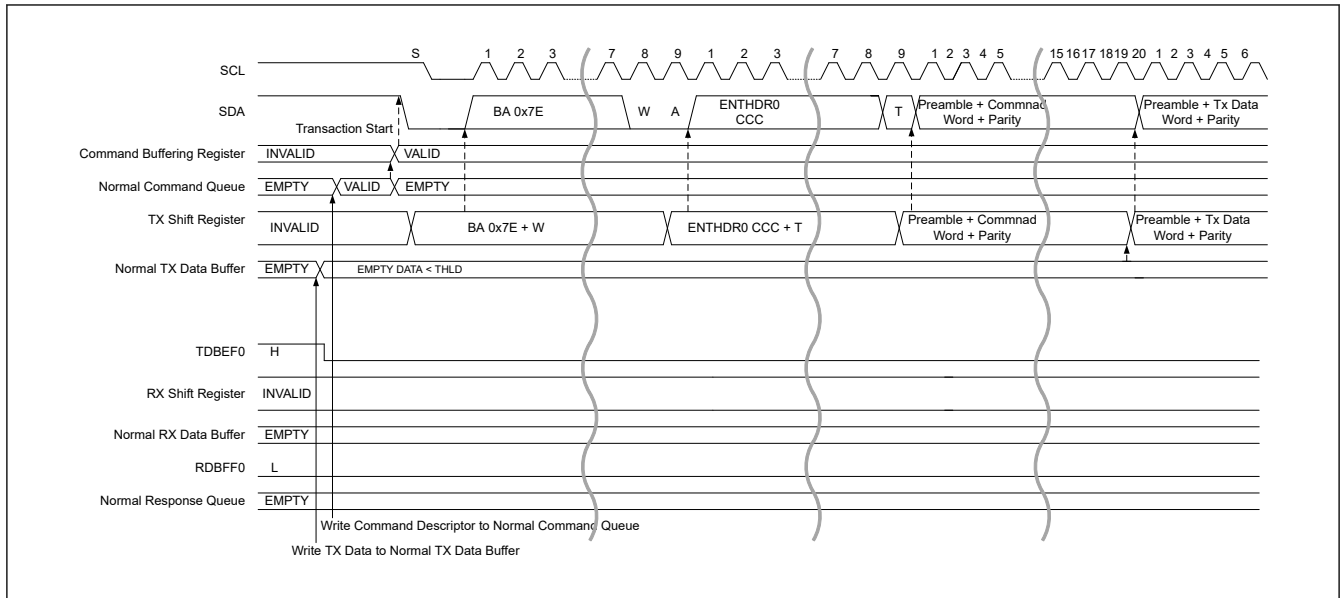 S 1 2 3 7 8 9 1 2 3 7 8 9 1 2 3 4 5 15 16 17 18 19 20 1 2 3 4 5 6
SCL
SDA BA 0x7E W A ENTHDR0 CCC T Preamble + Commnad Word + Parity Preamble + Tx Data Word + Parity
Transaction Start
Command Buffering Register INVALID VALID
Normal Command Queue EMPTY VALID EMPTY
TX Shift Register INVALID BA 0x7E + W ENTHDR0 CCC + T Preamble + Commnad Word + Parity Preamble + Tx Data Word + Parity
Normal TX Data Buffer EMPTY EMPTY DATA < THLD
TDBEF0 H
RX Shift Register INVALID
Normal RX Data Buffer EMPTY
RDBFF0 L
Normal Response Queue EMPTY
Write Command Descriptor to Normal Command Queue
Write TX Data to Normal TX Data Buffer